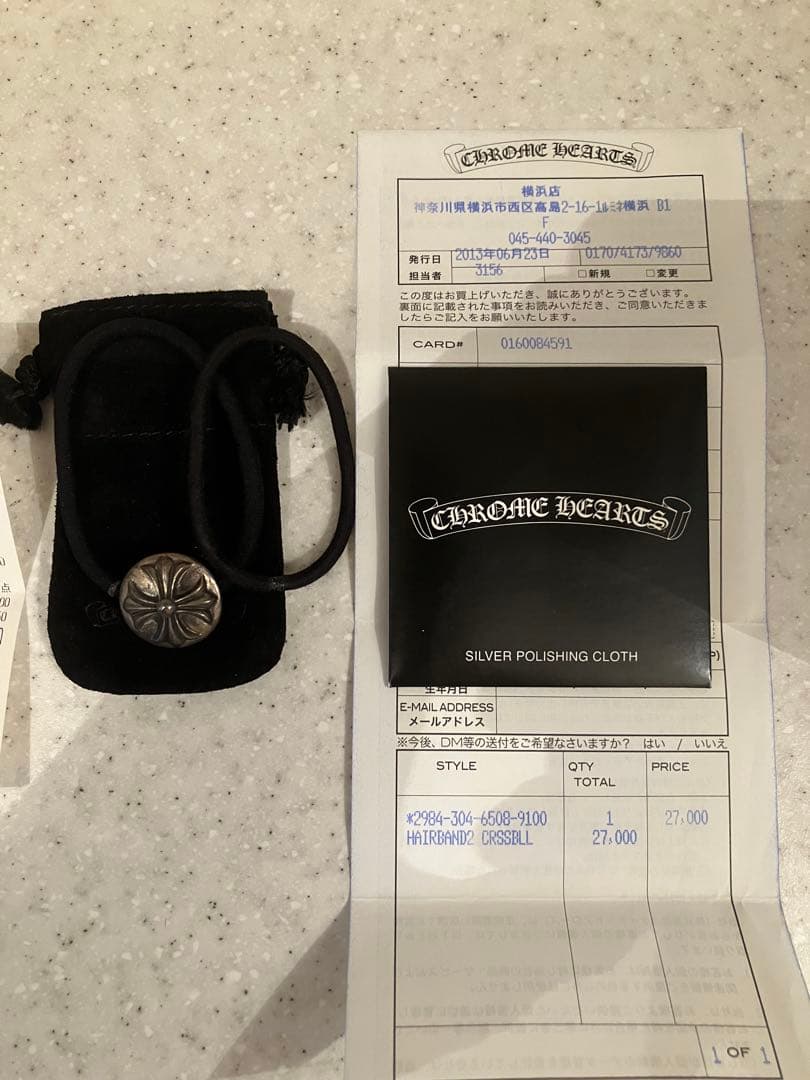 CHROME HEARTS
横浜店
神奈川県横浜市西区高島2-16-1ﾙﾐﾈ横浜 B1
F
045-440-3045
発行日 2013年06月23日 0170/4173/9860
担当者 3156 □新規 □変更
この度はお買上げいただき、誠にありがとうございます。
裏面に記載された事項をお読みいただき、ご同意いただきま
したらご記入をお願いいたします。
CARD# 0160084591
CHROME HEARTS
SILVER POLISHING CLOTH
P)
生年月日
E-MAIL ADDRESS
メールアドレス
※今後、DM等の送付をご希望なさいますか? はい / いいえ
STYLE QTY PRICE
TOTAL
*2984-304-6508-9100 1 27,000
HAIRBAND2 CRSSBLL 27,000
1 OF 1
点
00